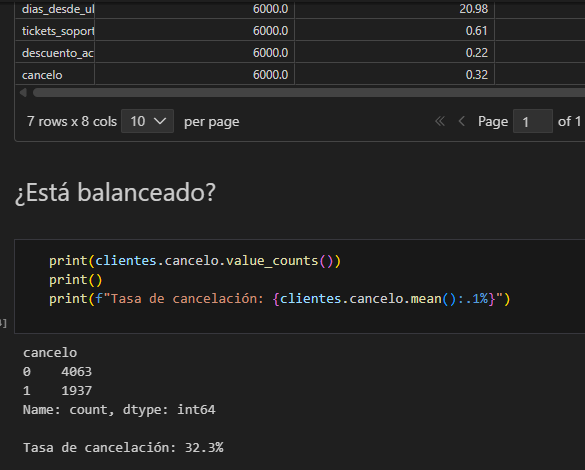 dias_desde_ul 6000.0 20.98
tickets_soport 6000.0 0.61
descuento_ac 6000.0 0.22
cancelo 6000.0 0.32
7 rows x 8 cols 10 per page « < Page 1 of 1
¿Está balanceado?
print(clientes.cancelo.value_counts())
print()
print(f"Tasa de cancelación: {clientes.cancelo.mean():.1%}")
]
cancelo
0    4063
1    1937
Name: count, dtype: int64
Tasa de cancelación: 32.3%